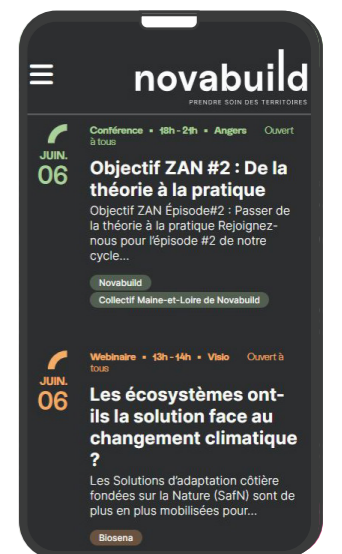 novabuild
PRENDRE SOIN DES TERRITOIRES
JUIN.
06
Conférence • 18h - 21h • Angers Ouvert
à tous
Objectif ZAN #2 : De la
théorie à la pratique
Objectif ZAN Épisode#2 : Passer de
la théorie à la pratique Rejoignez-
nous pour l’épisode #2 de notre
cycle...
Novabuild
Collectif Maine-et-Loire de Novabuild
JUIN.
06
Webinaire • 13h - 14h • Visio Ouvert à
tous
Les écosystèmes ont-
ils la solution face au
changement climatique
?
Les Solutions d’adaptation côtière
fondées sur la Nature (SafN) sont de
plus en plus mobilisées pour...
Biosena